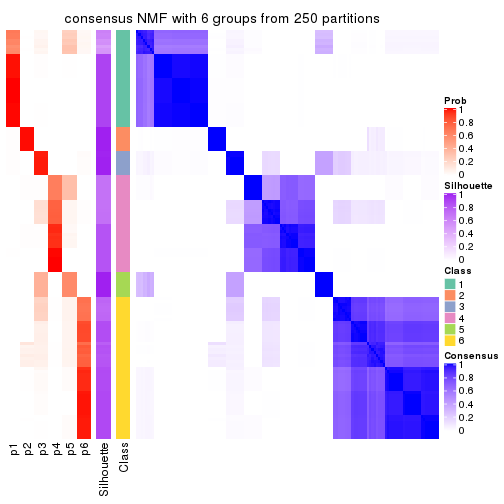 consensus NMF with 6 groups from 250 partitions
Prob
1
0.8
0.6
0.4
0.2
0
Silhouette
1
0.8
0.6
0.4
0.2
0
Class
1
2
3
4
5
6
Consensus
1
0.8
0.6
0.4
0.2
0
p1
p2
p3
p4
p5
p6
Silhouette
Class